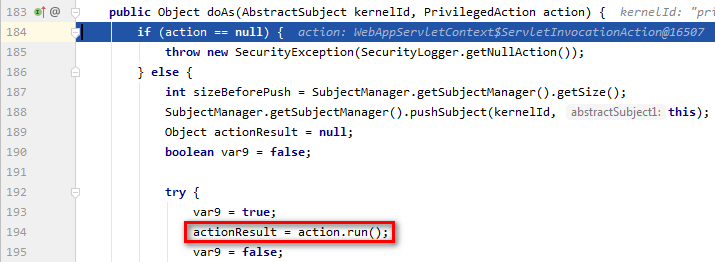 183 @ public Object doAs(AbstractSubject kernelId, PrivilegedAction action) { kernelId: "pri
184 if (action == null) { action: WebAppServletContext$ServletInvocationAction@16507
185 throw new SecurityException(SecurityLogger.getNullAction());
186 } else {
187 int sizeBeforePush = SubjectManager.getSubjectManager().getSize();
188 SubjectManager.getSubjectManager().pushSubject(kernelId, abstractSubject1: this);
189 Object actionResult = null;
190 boolean var9 = false;
191
192 try {
193 var9 = true;
194 actionResult = action.run();
195 var9 = false;